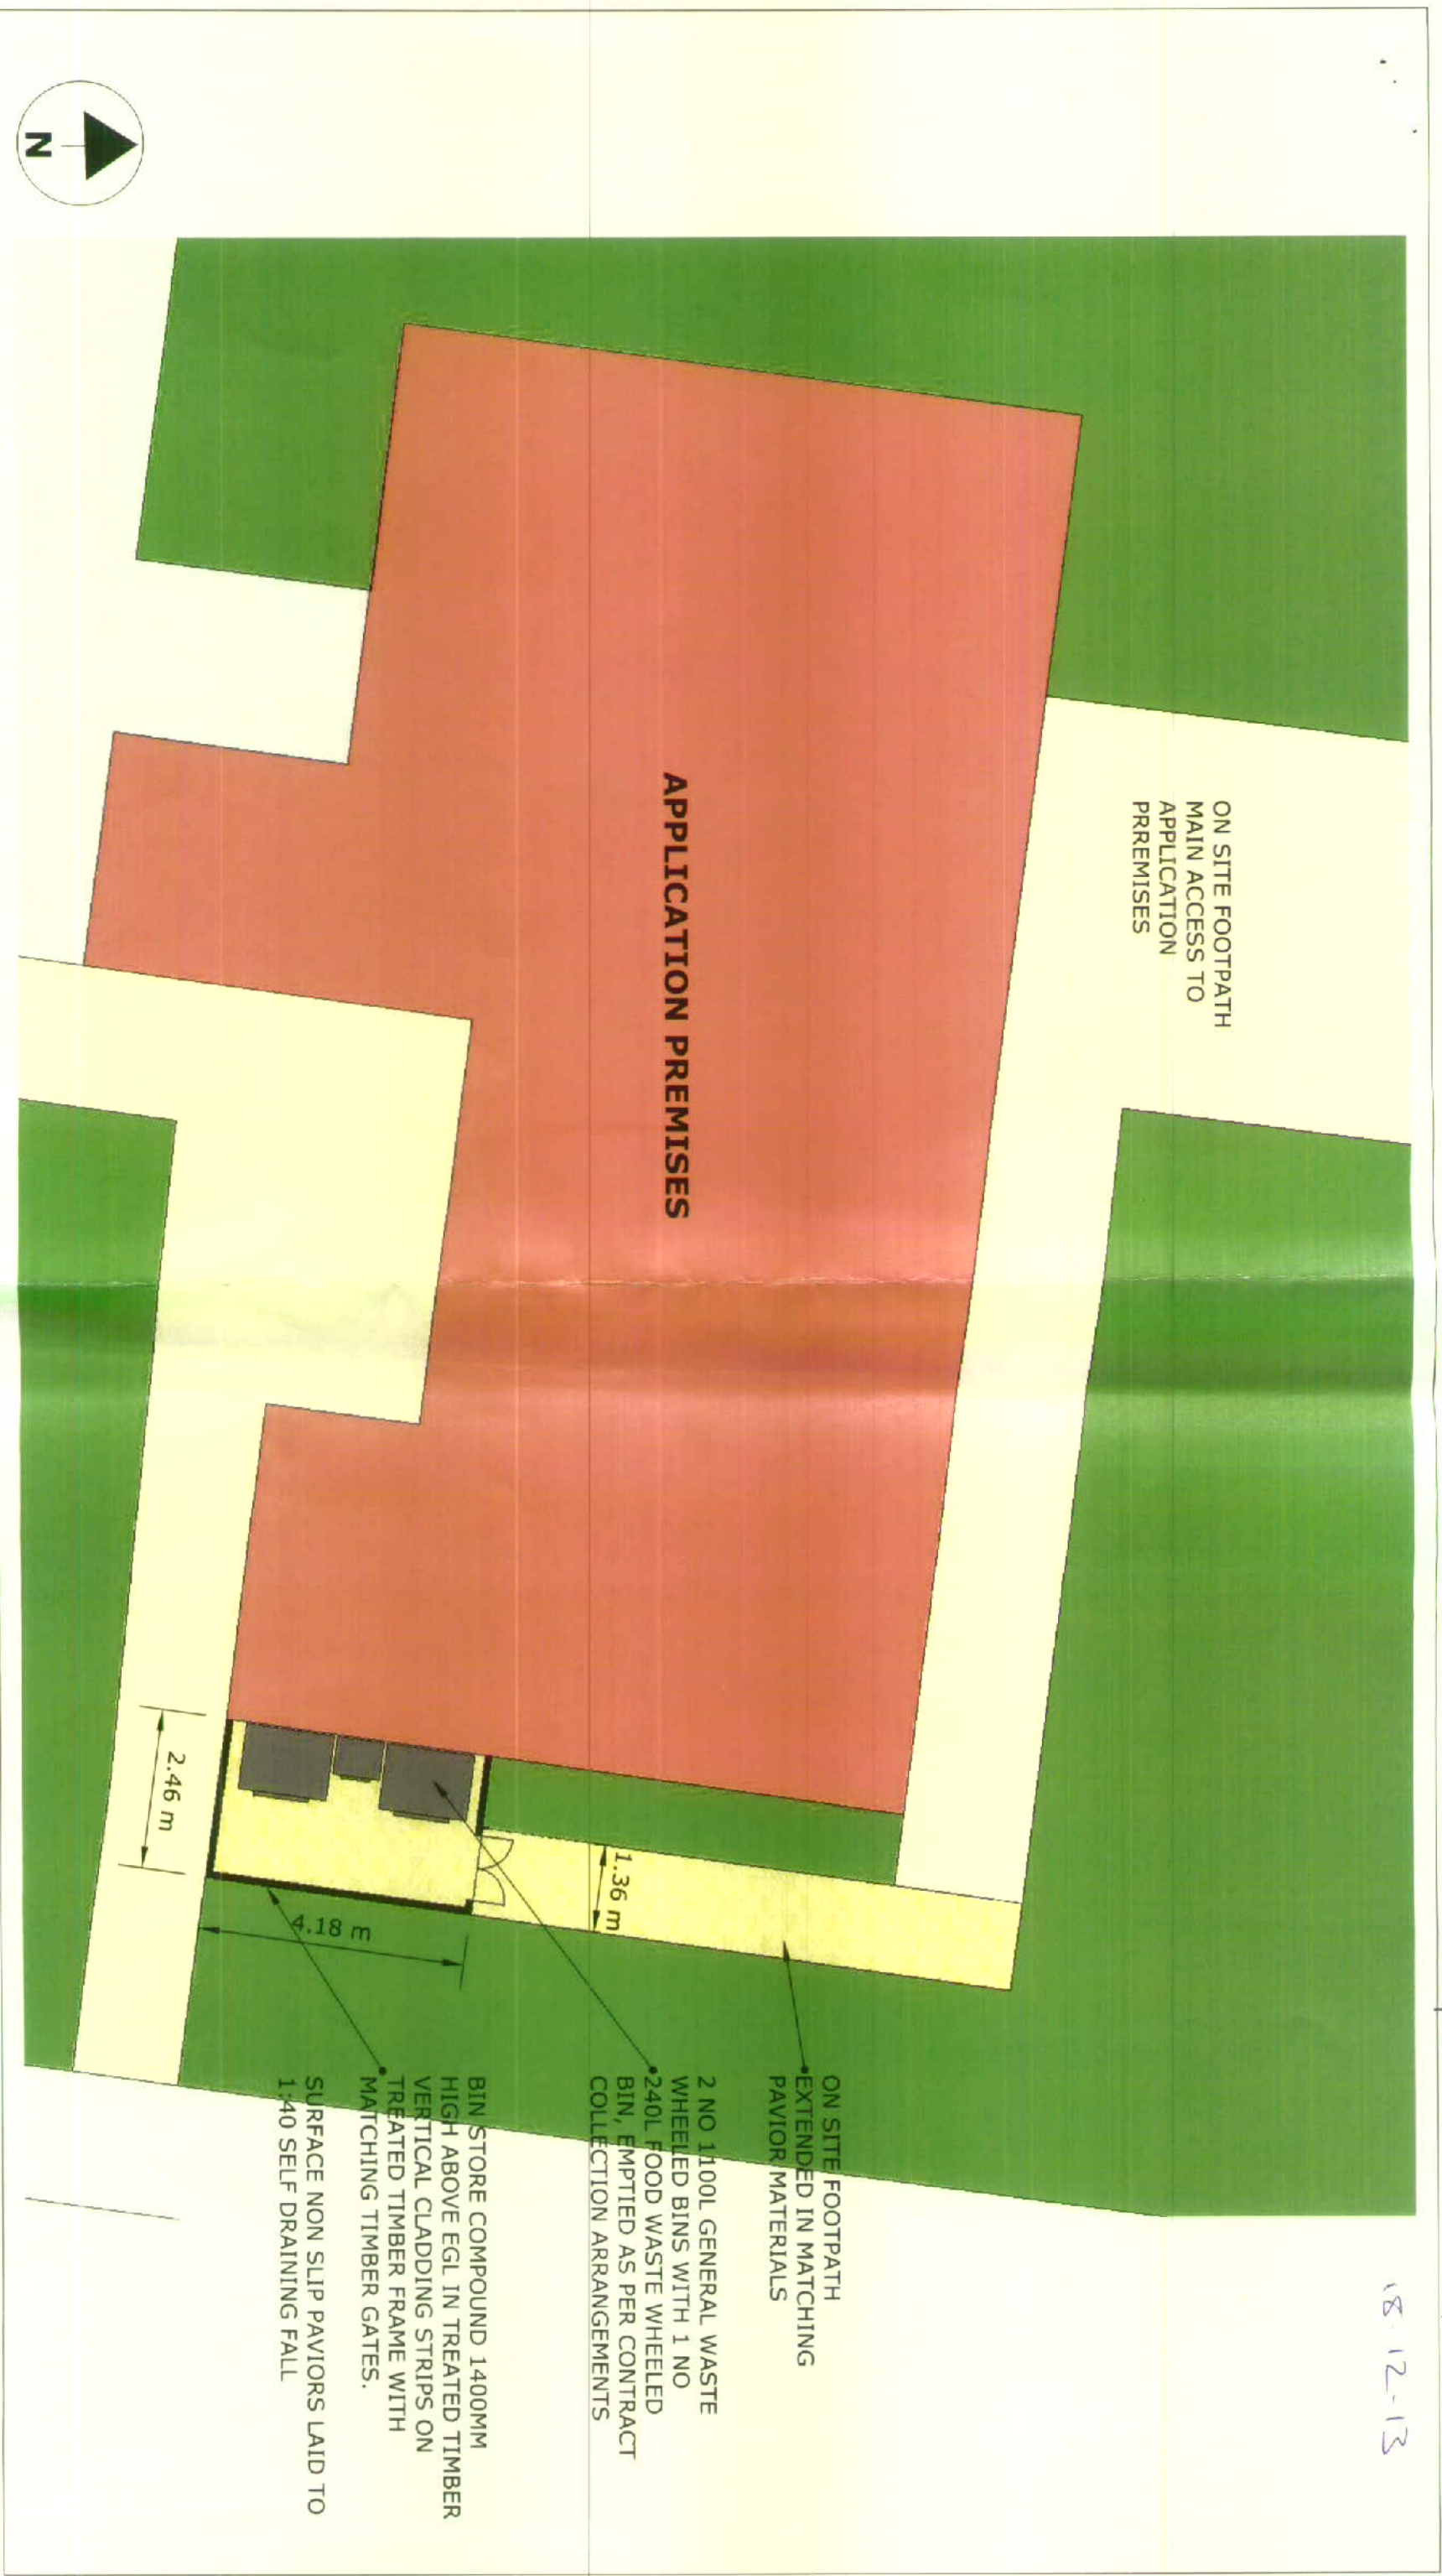 18.12-13
ON SITE FOOTPATH
MAIN ACCESS TO
APPLICATION
PRREMISES
APPLICATION PREMISES
ON SITE FOOTPATH
EXTENDED IN MATCHING
PAVIOR MATERIALS
1.36 m
2 NO 1100L GENERAL WASTE
WHEELED BINS WITH 1 NO
240L FOOD WASTE WHEELED
BIN, EMPTIED AS PER CONTRACT
COLLECTION ARRANGEMENTS
4.18 m
2.46 m
BIN STORE COMPOUND 1400MM
HIGH ABOVE EGL IN TREATED TIMBER
VERTICAL CLADDING STRIPS ON
TREATED TIMBER FRAME WITH
MATCHING TIMBER GATES.
SURFACE NON SLIP PAVIORS LAID TO
1:40 SELF DRAINING FALL
N